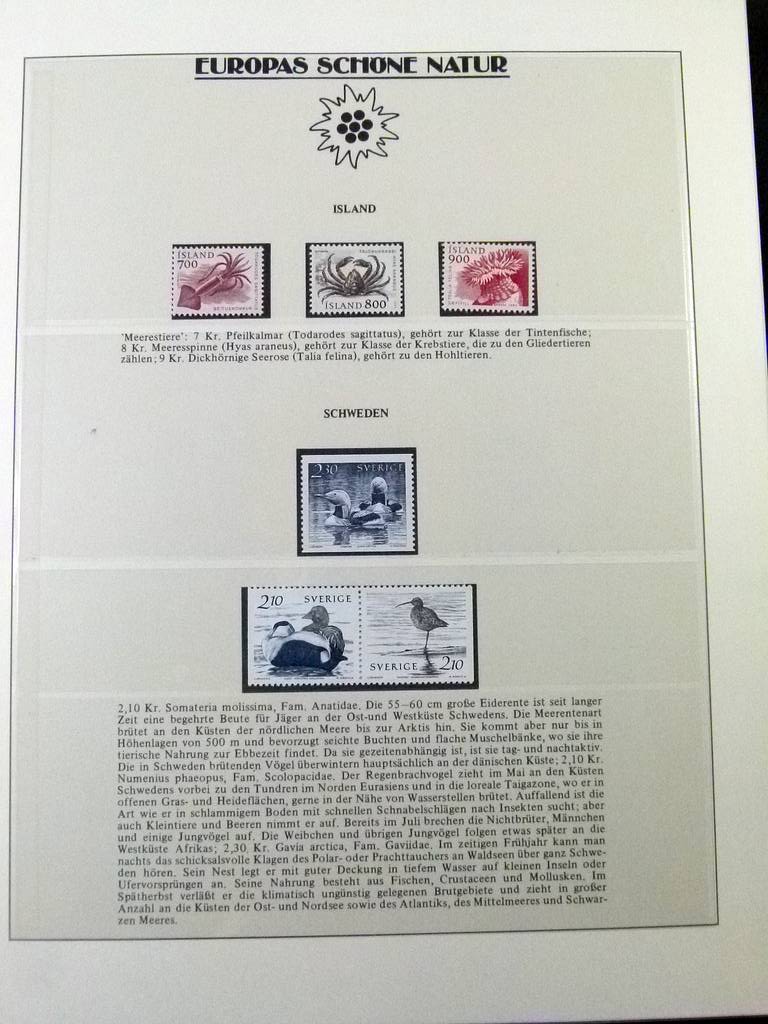 EUROPAS SCHÖNE NATUR
ISLAND
ÍSLAND
700
ÍSLAND 800
ÍSLAND
900
'Meerestiere': 7 Kr. Pfeilkalmar (Todarodes sagittatus), gehört zur Klasse der Tintenfische;
8 Kr. Meeresspinne (Hyas araneus), gehört zur Klasse der Krebstiere, die zu den Gliedertieren
zählen; 9 Kr. Dickhörnige Seerose (Talia felina), gehört zu den Hohltieren.
SCHWEDEN
2.30 SVERIGE
2.10 SVERIGE
SVERIGE 2.10
2,10 Kr. Somateria molissima, Fam. Anatidae. Die 55–60 cm große Eiderente ist seit langer
Zeit eine begehrte Beute für Jäger an der Ost-und Westküste Schwedens. Die Meerentenart
brütet an den Küsten der nördlichen Meere bis zur Arktis hin. Sie kommt aber nur bis in
Höhenlagen von 500 m und bevorzugt seichte Buchten und flache Muschelbänke, wo sie ihre
tierische Nahrung zur Ebbezeit findet. Da sie gezeitenabhängig ist, ist sie tag- und nachtaktiv.
Die in Schweden brütenden Vögel überwintern hauptsächlich an der dänischen Küste; 2,10 Kr.
Numenius phaeopus, Fam. Scolopacidae. Der Regenbrachvogel zieht im Mai an den Küsten
Schwedens vorbei zu den Tundren im Norden Eurasiens und in die loreale Taigazone, wo er in
offenen Gras- und Heideflächen, gerne in der Nähe von Wasserstellen brütet. Auffallend ist die
Art wie er in schlammigem Boden mit schnellen Schnabelschlägen nach Insekten sucht; aber
auch Kleintiere und Beeren nimmt er auf. Bereits im Juli brechen die Nichtbrüter, Männchen
und einige Jungvögel auf. Die Weibchen und übrigen Jungvögel folgen etwas später an die
Westküste Afrikas; 2,30. Kr. Gavia arctica, Fam. Gaviidae. Im zeitigen Frühjahr kann man
nachts das schicksalsvolle Klagen des Polar- oder Prachttauchers an Waldseen über ganz Schwe-
den hören. Sein Nest legt er mit guter Deckung in tiefem Wasser auf kleinen Inseln oder
Ufervorsprüngen an. Seine Nahrung besteht aus Fischen, Crustaceen und Mollusken. Im
Spätherbst verläßt er die klimatisch ungünstig gelegenen Brutgebiete und zieht in großer
Anzahl an die Küsten der Ost- und Nordsee sowie des Atlantiks, des Mittelmeeres und Schwar-
zen Meeres.